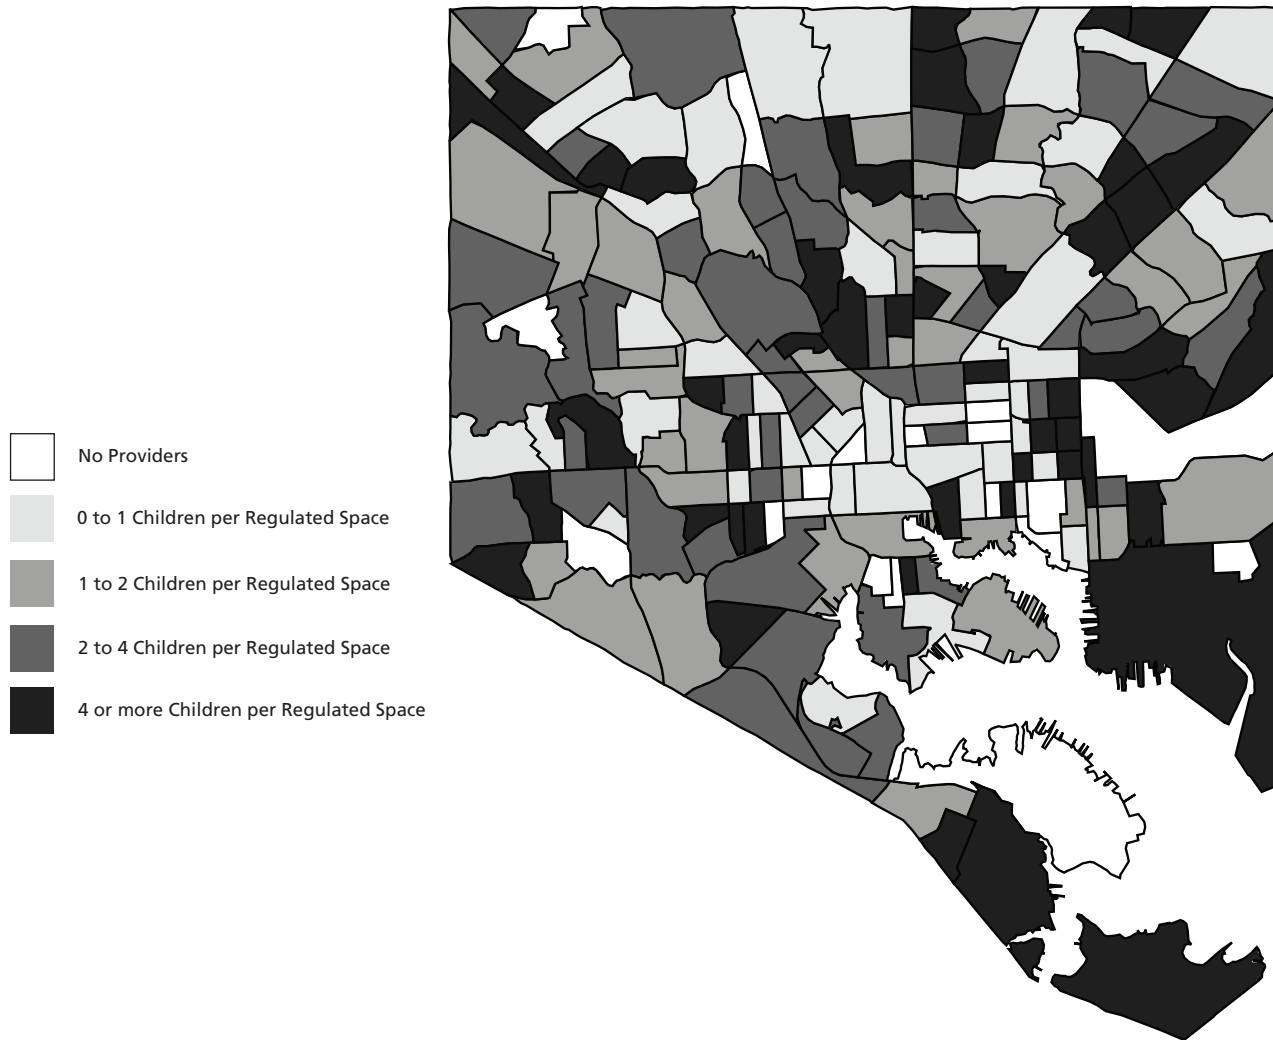 No Providers
0 to 1 Children per Regulated Space
1 to 2 Children per Regulated Space
2 to 4 Children per Regulated Space
4 or more Children per Regulated Space